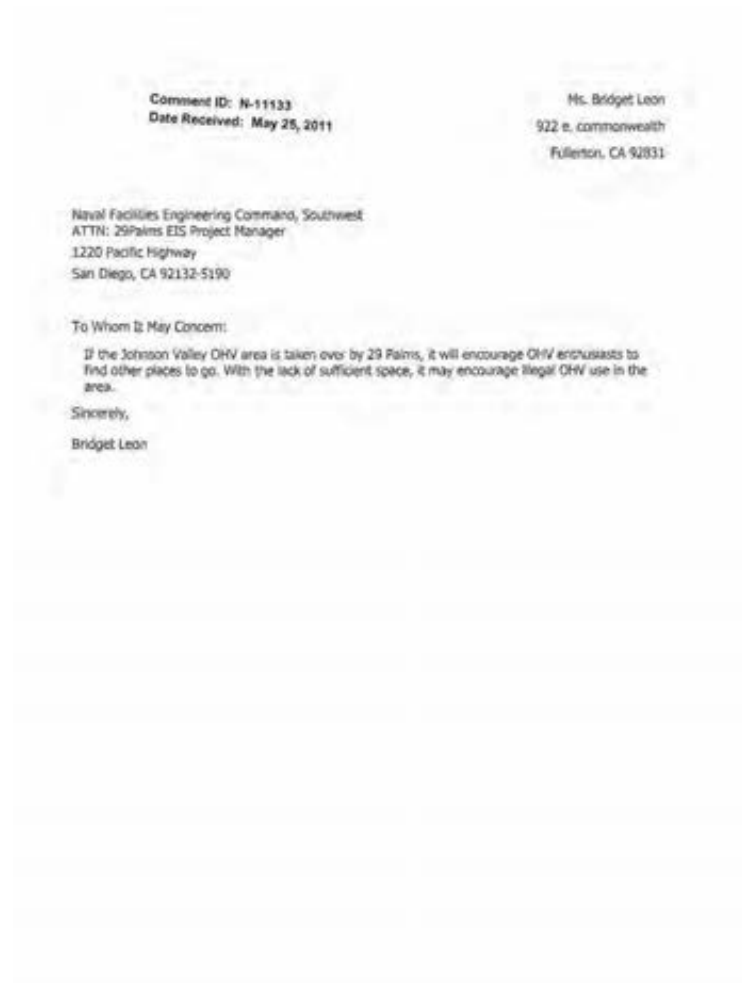 Comment ID: N-11133
Date Received: May 25, 2011
Ms. Bridget Leon
922 e. commonwealth
Fullerton, CA 92831
Naval Facilities Engineering Command, Southwest
ATTN: 29Palms EIS Project Manager
1220 Pacific Highway
San Diego, CA 92132-5190
To Whom It May Concern:
If the Johnson Valley OHV area is taken over by 29 Palms, it will encourage OHV enthusiasts to
find other places to go. With the lack of sufficient space, it may encourage illegal OHV use in the
area.
Sincerely,
Bridget Leon